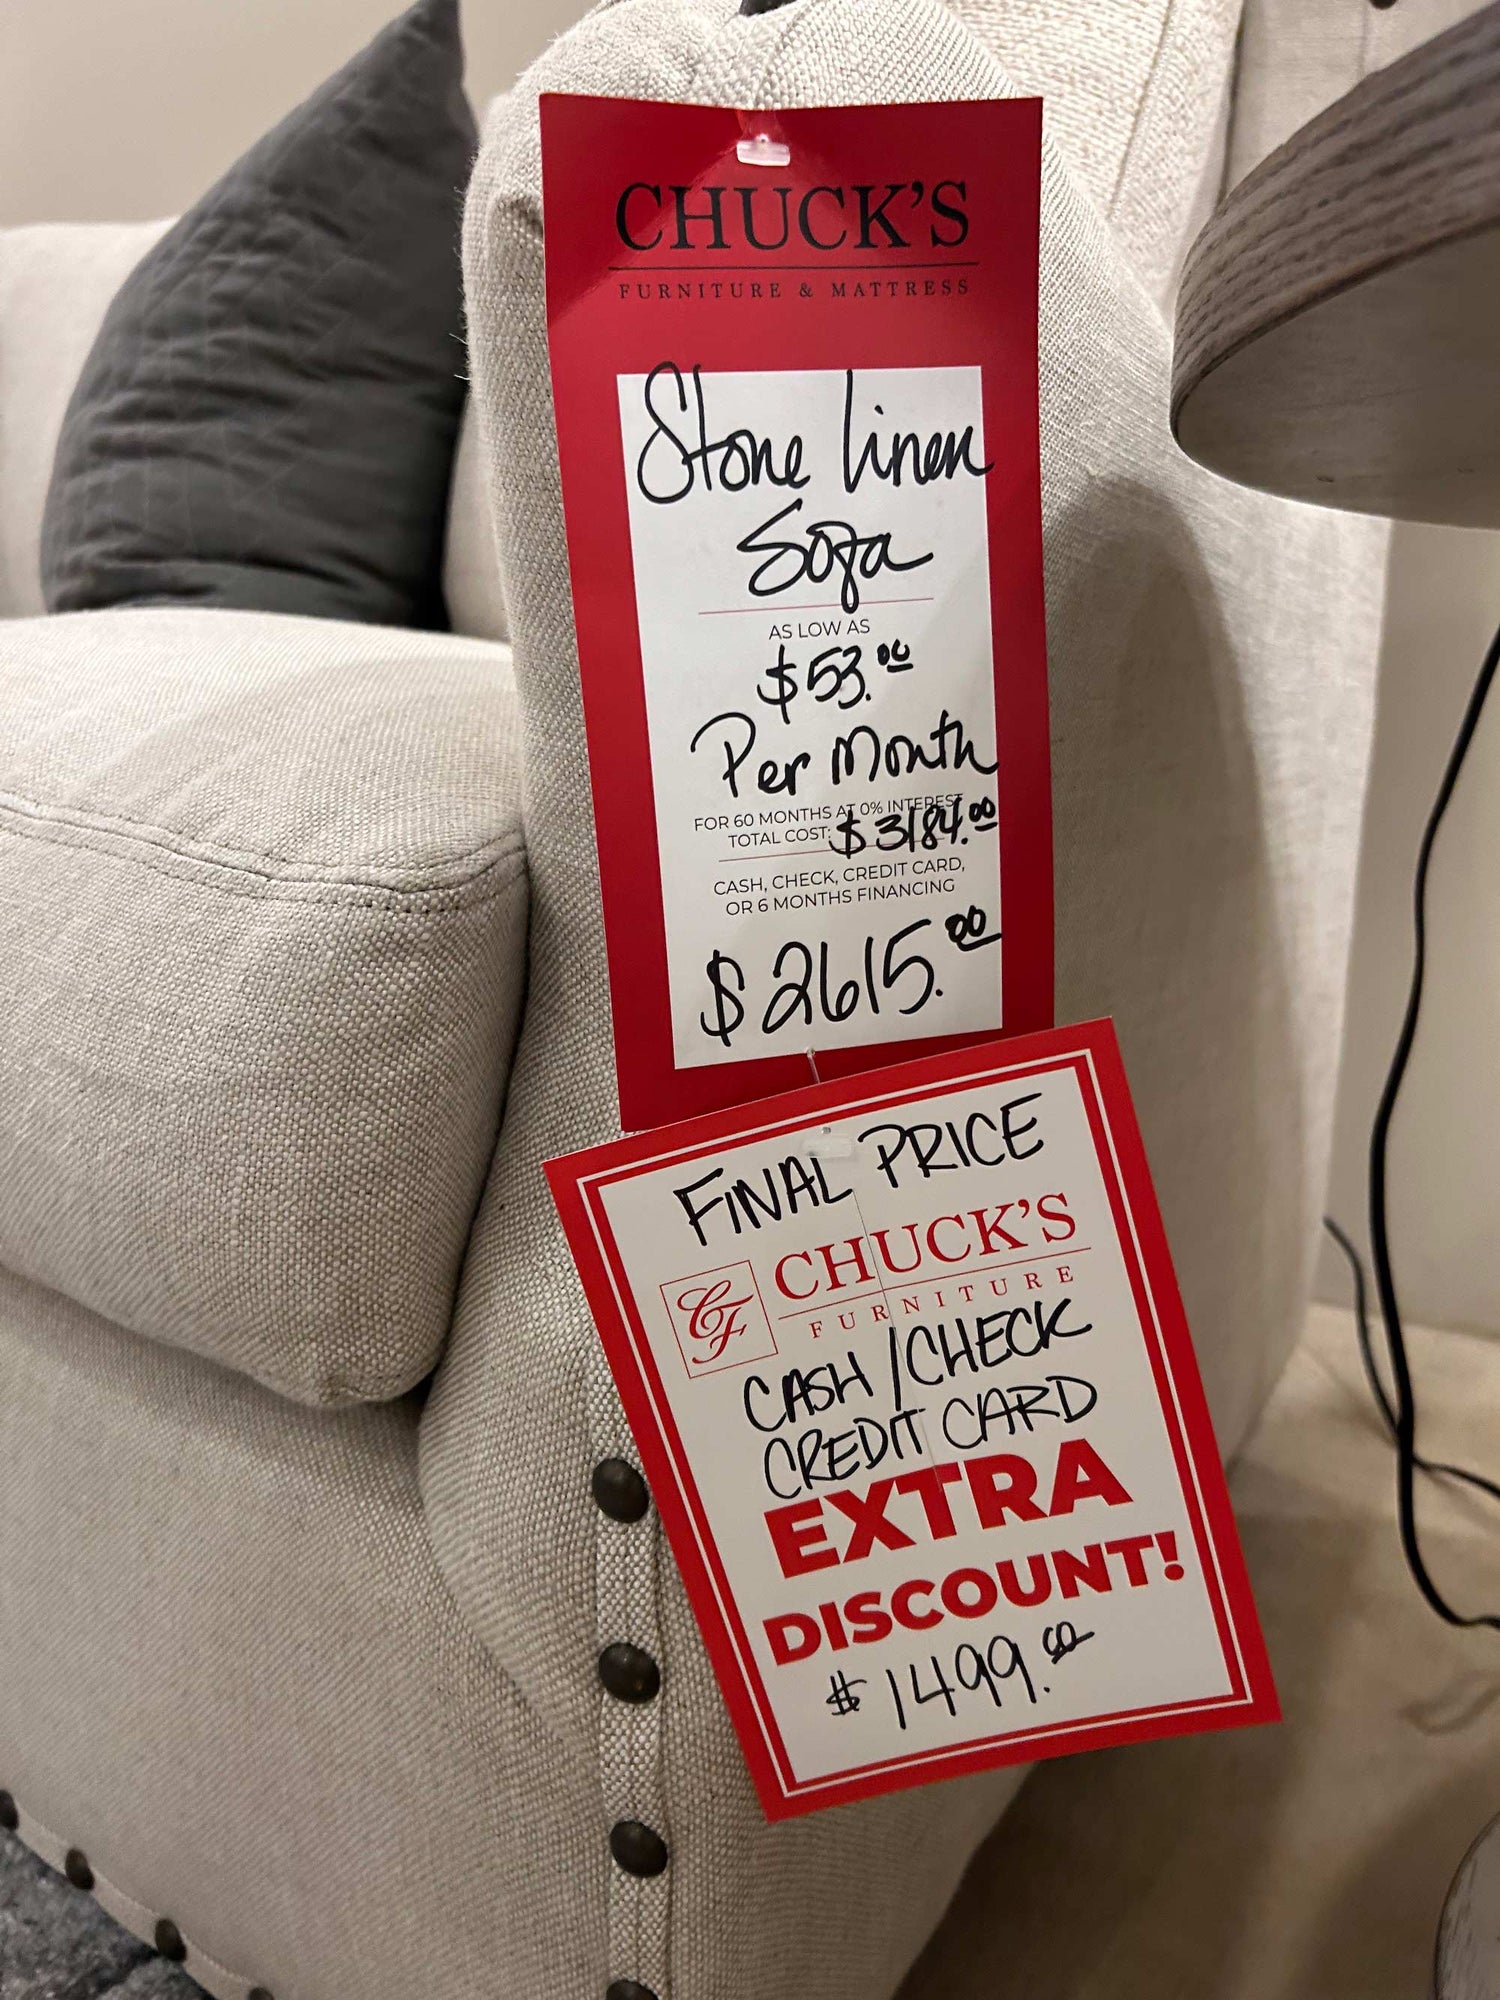 CHUCK'S
FURNITURE & MATTRESS
Stone Linen
Sofa
AS LOW AS
$53.00
Per Month
FOR 60 MONTHS AT 0% INTEREST
TOTAL COST: $3184.00
CASH, CHECK, CREDIT CARD,
OR 6 MONTHS FINANCING
$2615.00
FINAL PRICE
CF CHUCK'S
FURNITURE
CASH/CHECK
CREDIT CARD
EXTRA
DISCOUNT!
$1499.00